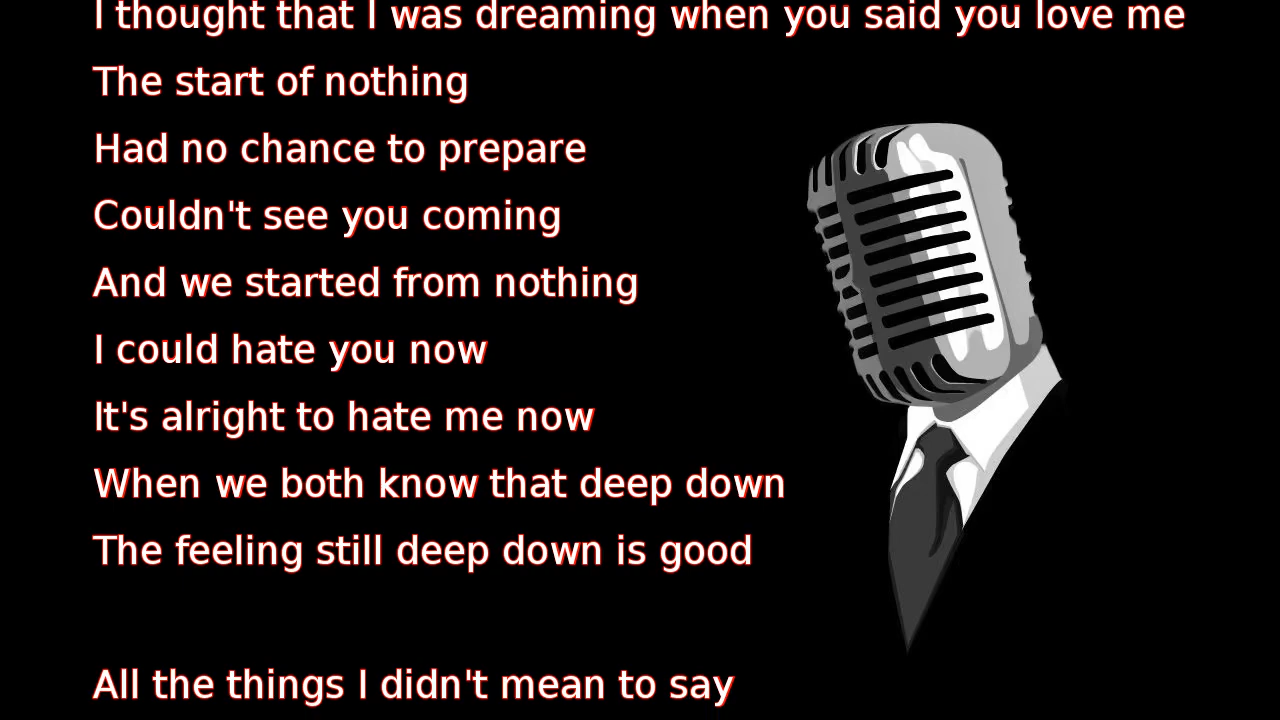 I thought that I was dreaming when you said you love me
The start of nothing
Had no chance to prepare
Couldn't see you coming
And we started from nothing
I could hate you now
It's alright to hate me now
When we both know that deep down
The feeling still deep down is good
All the things I didn't mean to say